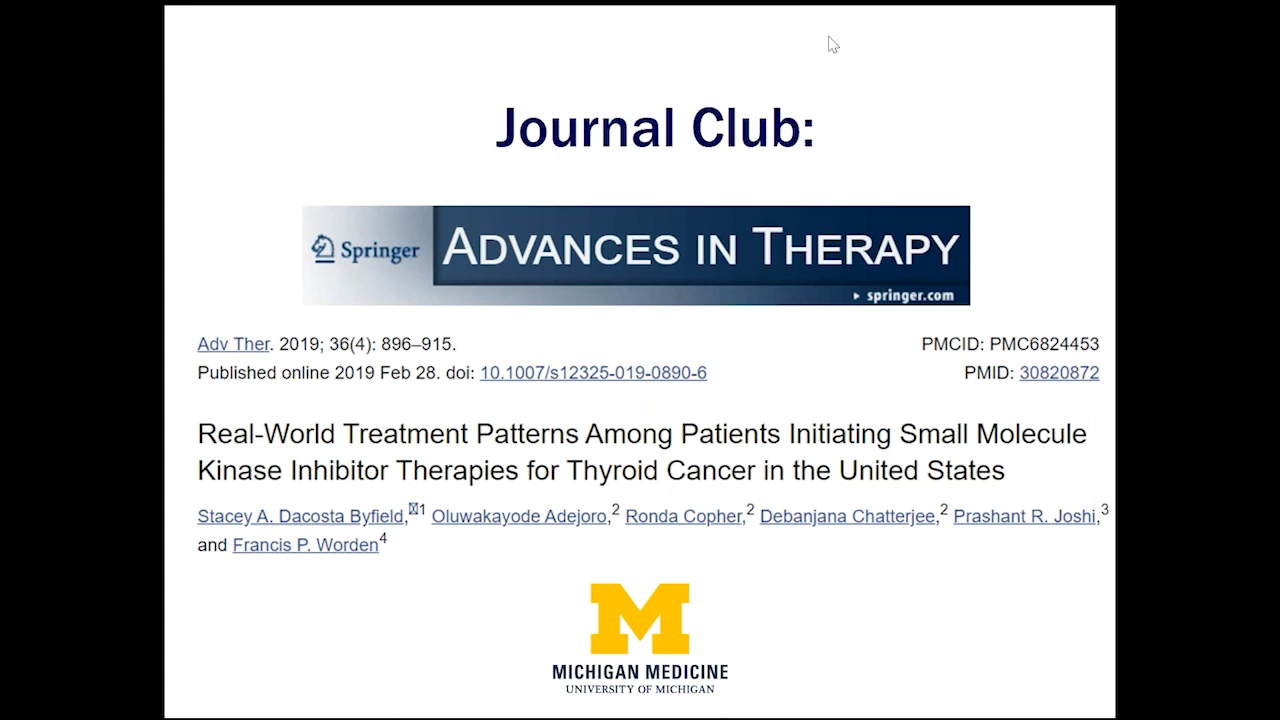 Journal Club:
Springer
ADVANCES IN THERAPY
springer.com
Adv Ther. 2019; 36(4): 896–915.
PMCID: PMC6824453
Published online 2019 Feb 28. doi: 10.1007/s12325-019-0890-6
PMID: 30820872
Real-World Treatment Patterns Among Patients Initiating Small Molecule
Kinase Inhibitor Therapies for Thyroid Cancer in the United States
Stacey A. Dacosta Byfield,1 Oluwakayode Adejoro,2 Ronda Copher,2 Debanjana Chatterjee,2 Prashant R. Joshi,3
and Francis P. Worden4
M
MICHIGAN MEDICINE
UNIVERSITY OF MICHIGAN